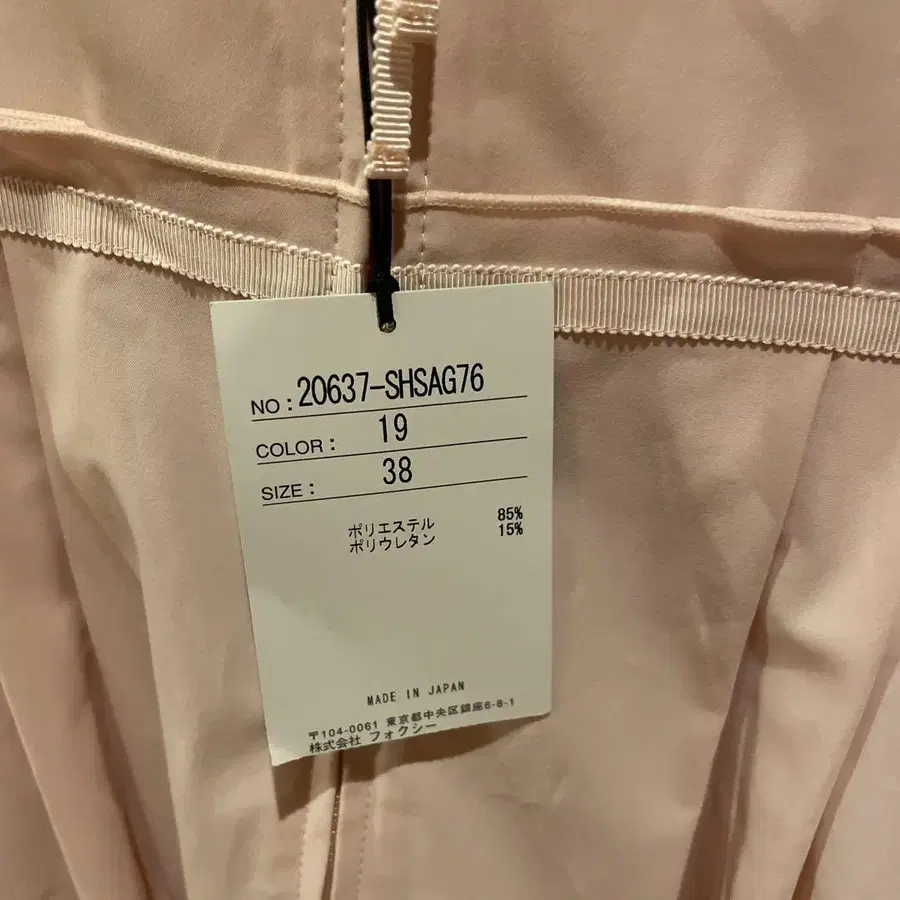 NO : 20637-SHSAG76
COLOR : 19
SIZE : 38
ポリエステル 85%
ポリウレタン 15%
MADE IN JAPAN
〒104-0061 東京都中央区銀座6-8-1
株式会社 フォクシー